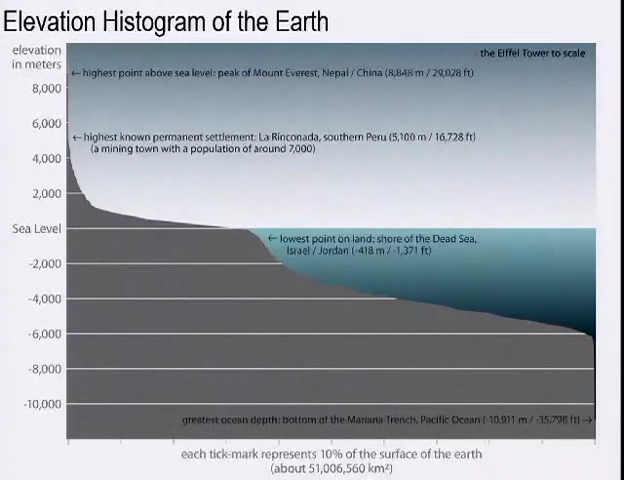 Elevation Histogram of the Earth
elevation
in meters
the Eiffel Tower to scale
← highest point above sea level: peak of Mount Everest, Nepal / China (8,848 m / 29,028 ft)
8,000
6,000
← highest known permanent settlement: La Rinconada, southern Peru (5,100 m / 16,728 ft)
(a mining town with a population of around 7,000)
4,000
2,000
Sea Level
← lowest point on land: shore of the Dead Sea,
Israel / Jordan (-418 m / -1,371 ft)
-2,000
-4,000
-6,000
-8,000
-10,000
greatest ocean depth: bottom of the Mariana Trench, Pacific Ocean (-10,911 m / -35,798 ft) →
each tick-mark represents 10% of the surface of the earth
(about 51,006,560 km²)